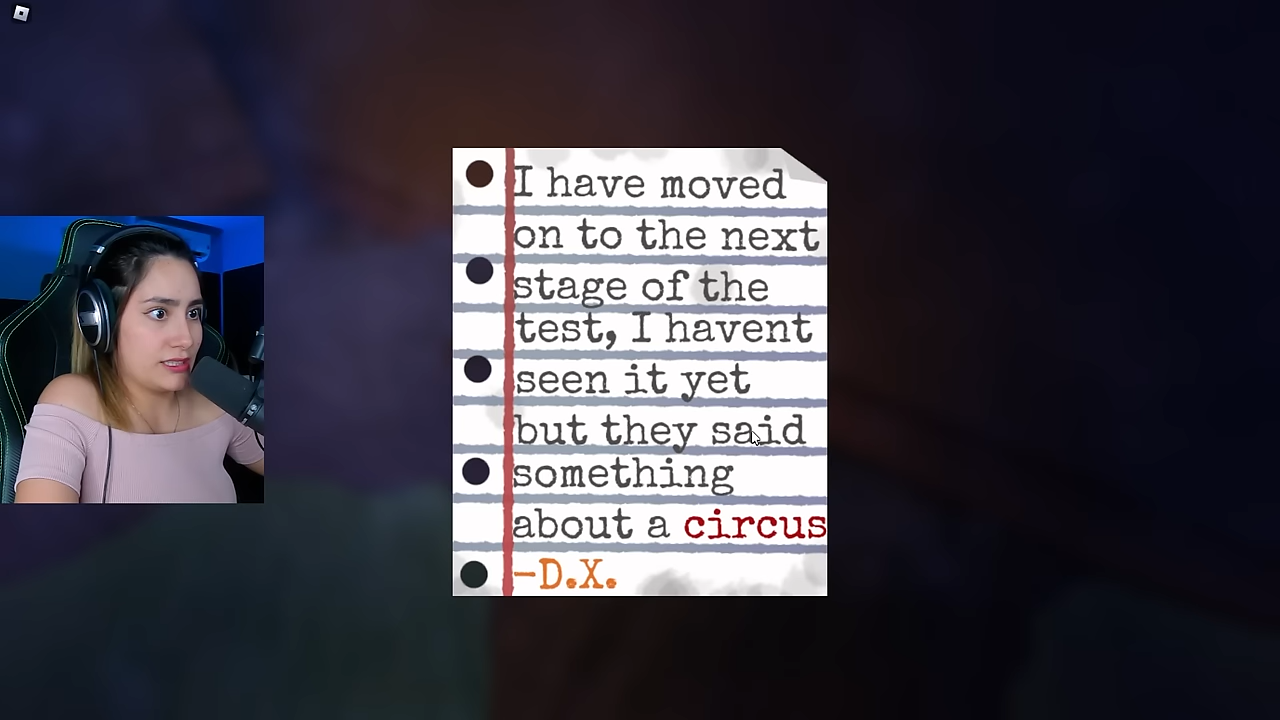 I have moved
on to the next
stage of the
test, I havent
seen it yet
but they said
something
about a circus
-D.X.